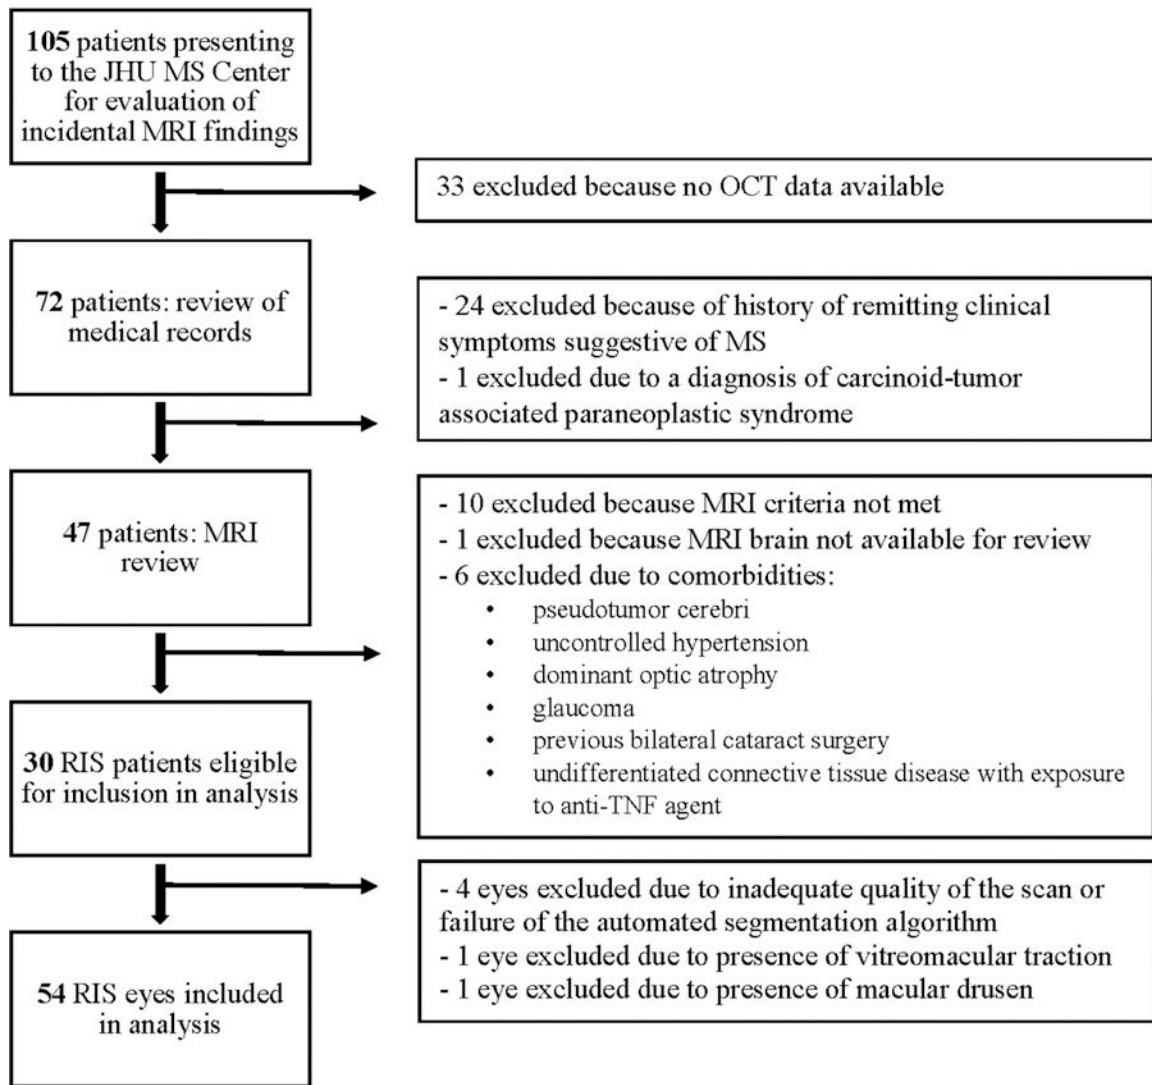 105 patients presenting
to the JHU MS Center
for evaluation of
incidental MRI findings
33 excluded because no OCT data available
72 patients: review of
medical records
- 24 excluded because of history of remitting clinical
symptoms suggestive of MS
- 1 excluded due to a diagnosis of carcinoid-tumor
associated paraneoplastic syndrome
47 patients: MRI
review
- 10 excluded because MRI criteria not met
- 1 excluded because MRI brain not available for review
- 6 excluded due to comorbidities:
• pseudotumor cerebri
• uncontrolled hypertension
• dominant optic atrophy
• glaucoma
• previous bilateral cataract surgery
• undifferentiated connective tissue disease with exposure
to anti-TNF agent
30 RIS patients eligible
for inclusion in analysis
- 4 eyes excluded due to inadequate quality of the scan or
failure of the automated segmentation algorithm
- 1 eye excluded due to presence of vitreomacular traction
- 1 eye excluded due to presence of macular drusen
54 RIS eyes included
in analysis